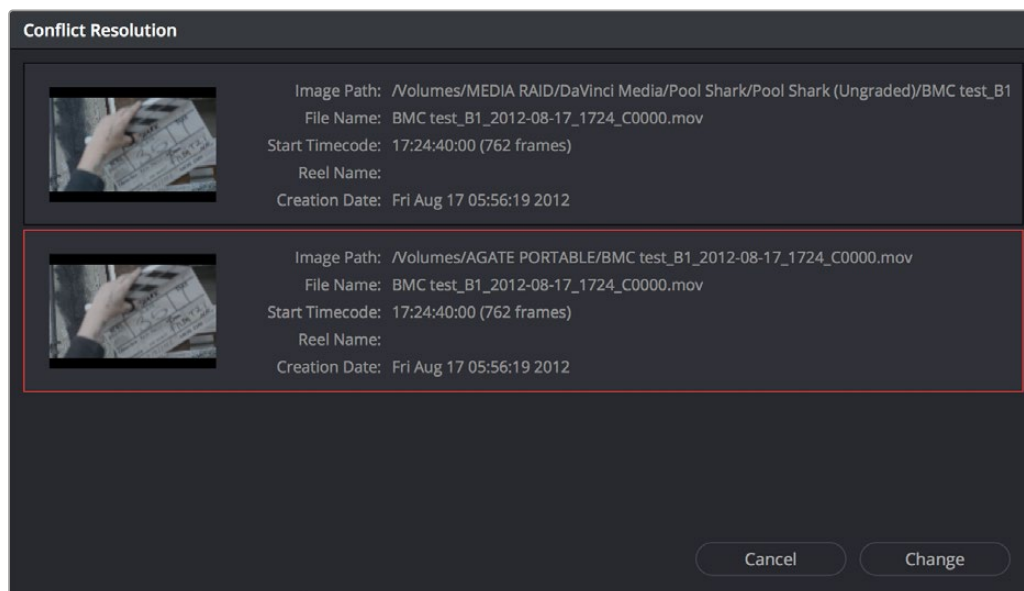 Conflict Resolution
Image Path: /Volumes/MEDIA RAID/DaVinci Media/Pool Shark/Pool Shark (Ungraded)/BMC test_B1
File Name: BMC test_B1_2012-08-17_1724_C0000.mov
Start Timecode: 17:24:40:00 (762 frames)
Reel Name:
Creation Date: Fri Aug 17 05:56:19 2012
Image Path: /Volumes/AGATE PORTABLE/BMC test_B1_2012-08-17_1724_C0000.mov
File Name: BMC test_B1_2012-08-17_1724_C0000.mov
Start Timecode: 17:24:40:00 (762 frames)
Reel Name:
Creation Date: Fri Aug 17 05:56:19 2012
Cancel
Change